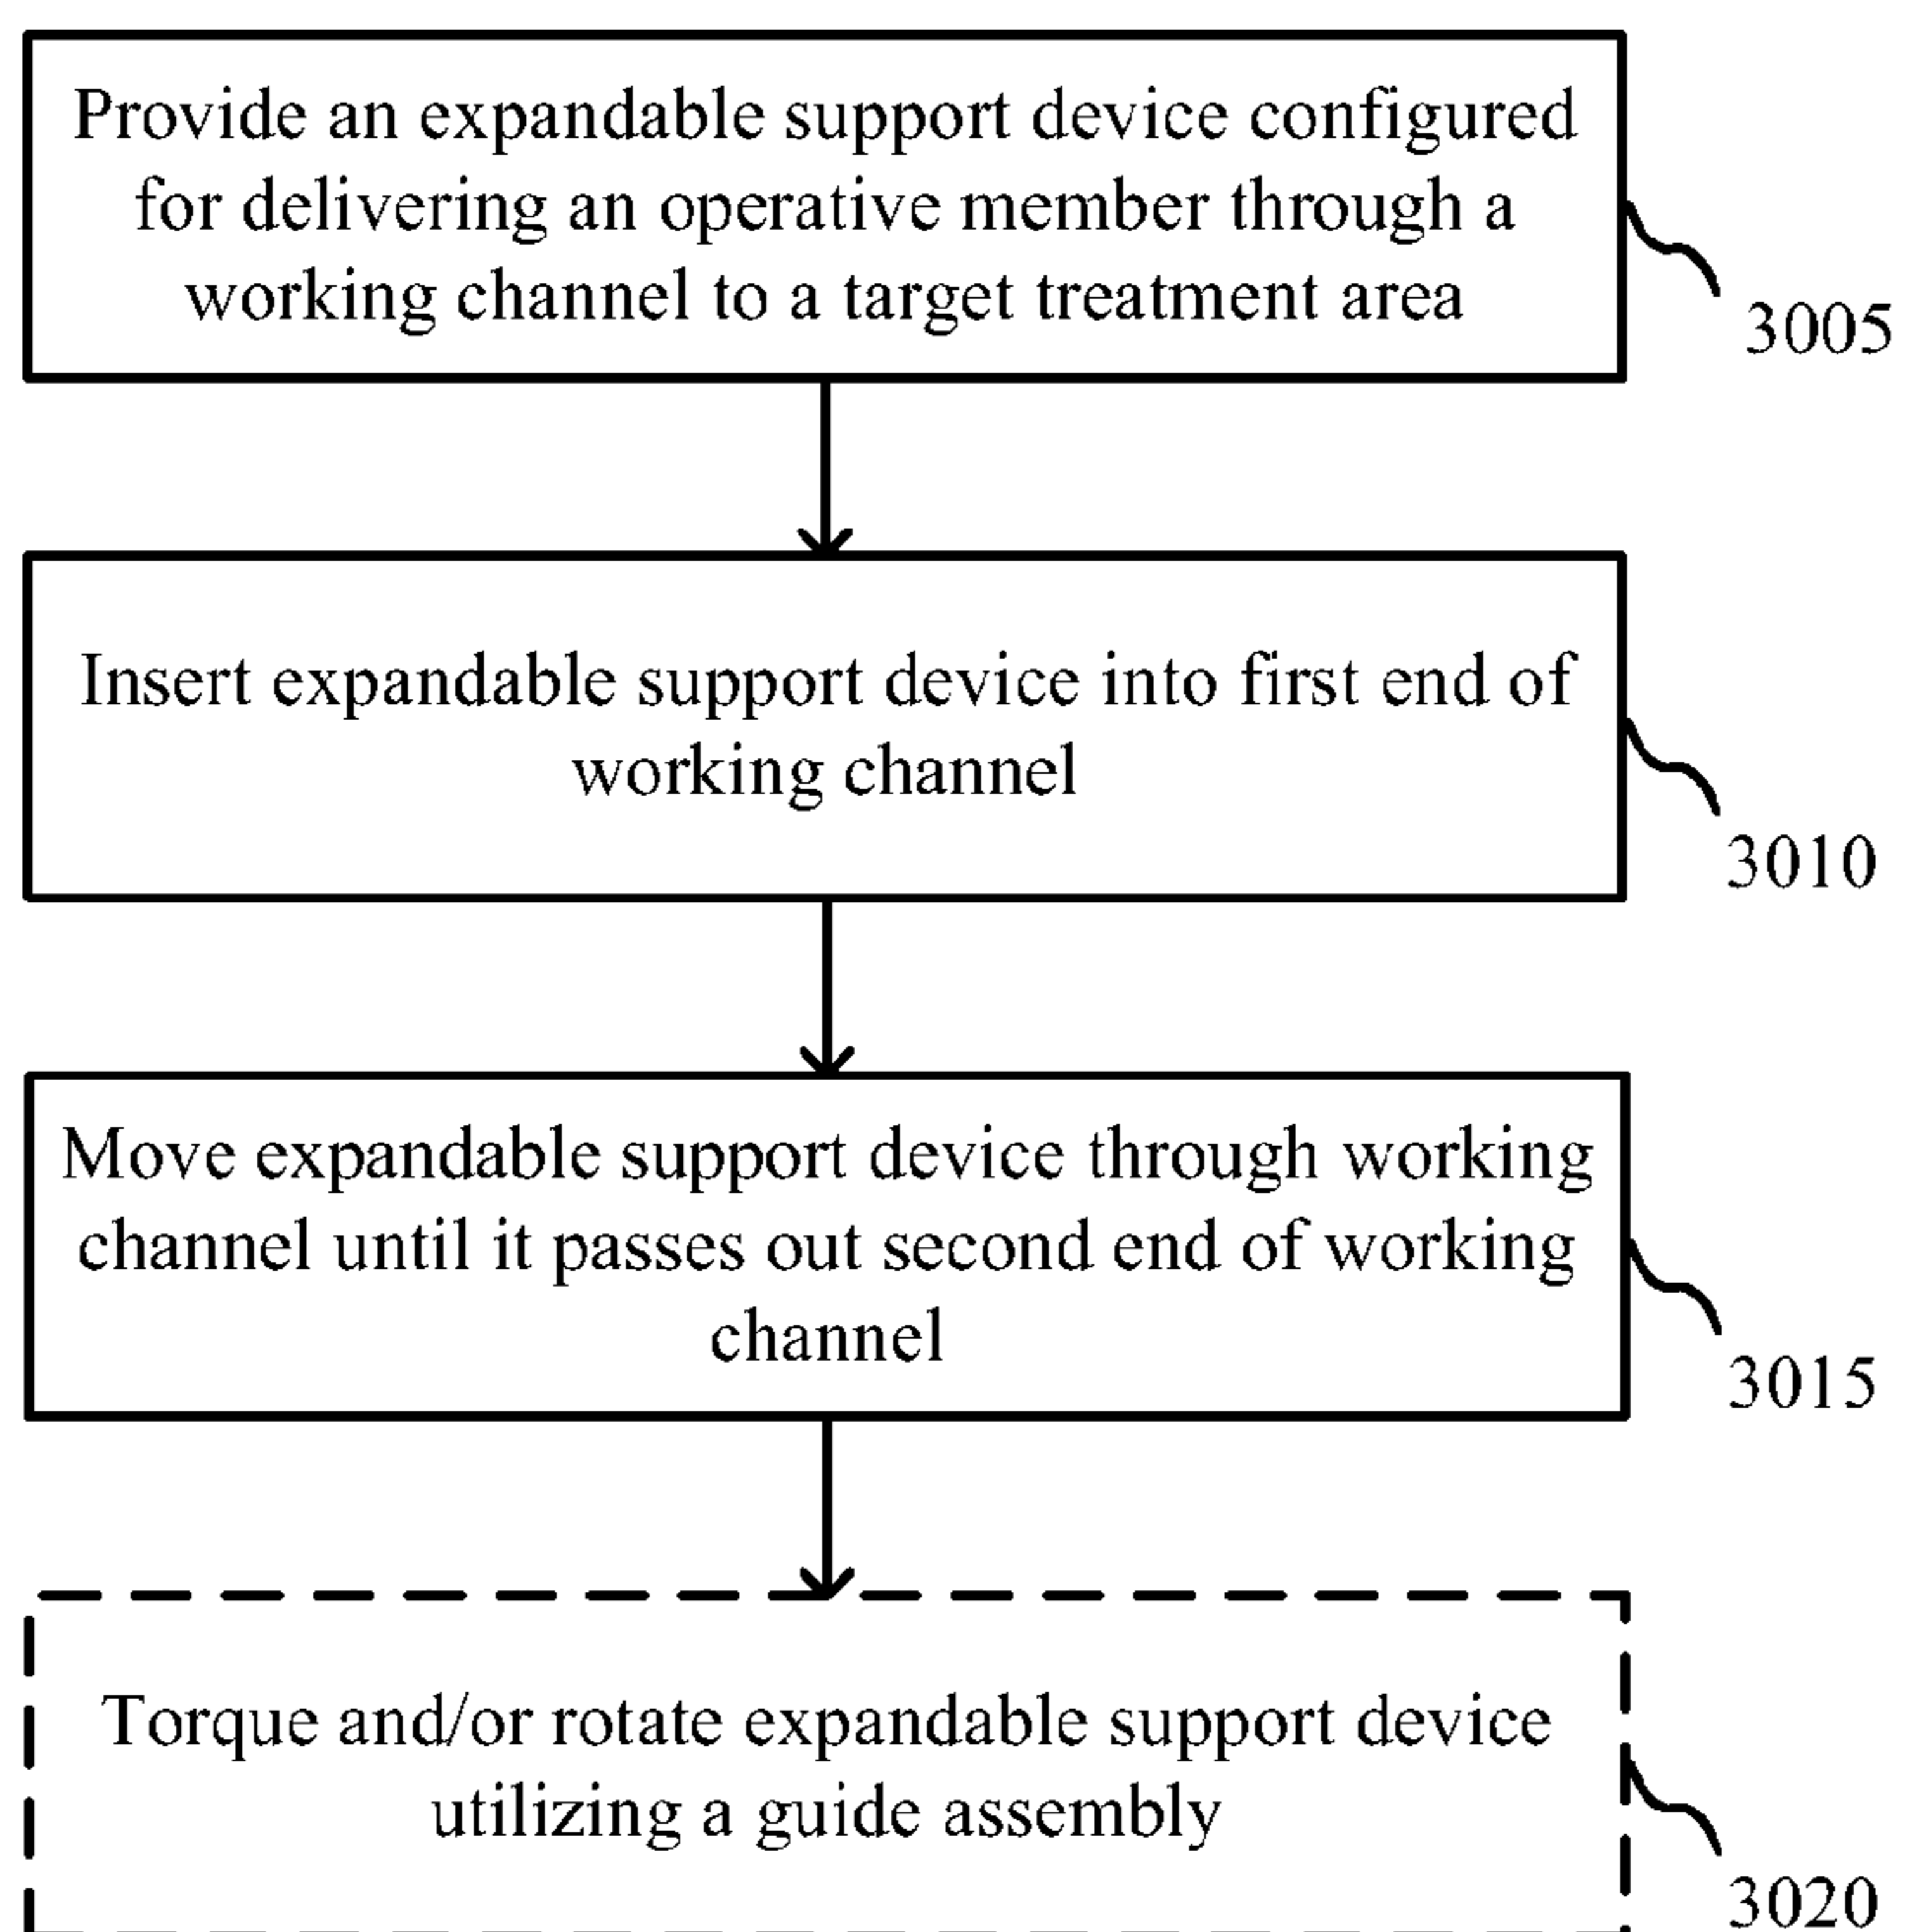 Provide an expandable support device configured
for delivering an operative member through a
working channel to a target treatment area
3005
Insert expandable support device into first end of
working channel
3010
Move expandable support device through working
channel until it passes out second end of working
channel
3015
Torque and/or rotate expandable support device
utilizing a guide assembly
3020